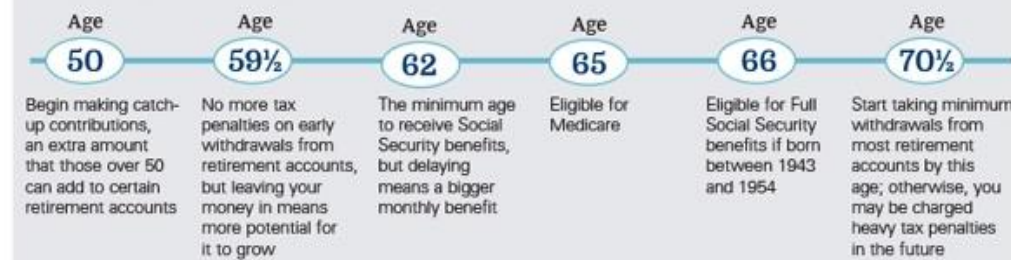 Age
50
Begin making catch-
up contributions,
an extra amount
that those over 50
can add to certain
retirement accounts
Age
59½
No more tax
penalties on early
withdrawals from
retirement accounts,
but leaving your
money in means
more potential for
it to grow
Age
62
The minimum age
to receive Social
Security benefits,
but delaying
means a bigger
monthly benefit
Age
65
Eligible for
Medicare
Age
66
Eligible for Full
Social Security
benefits if born
between 1943
and 1954
Age
70½
Start taking minimum
withdrawals from
most retirement
accounts by this
age; otherwise, you
may be charged
heavy tax penalties
in the future